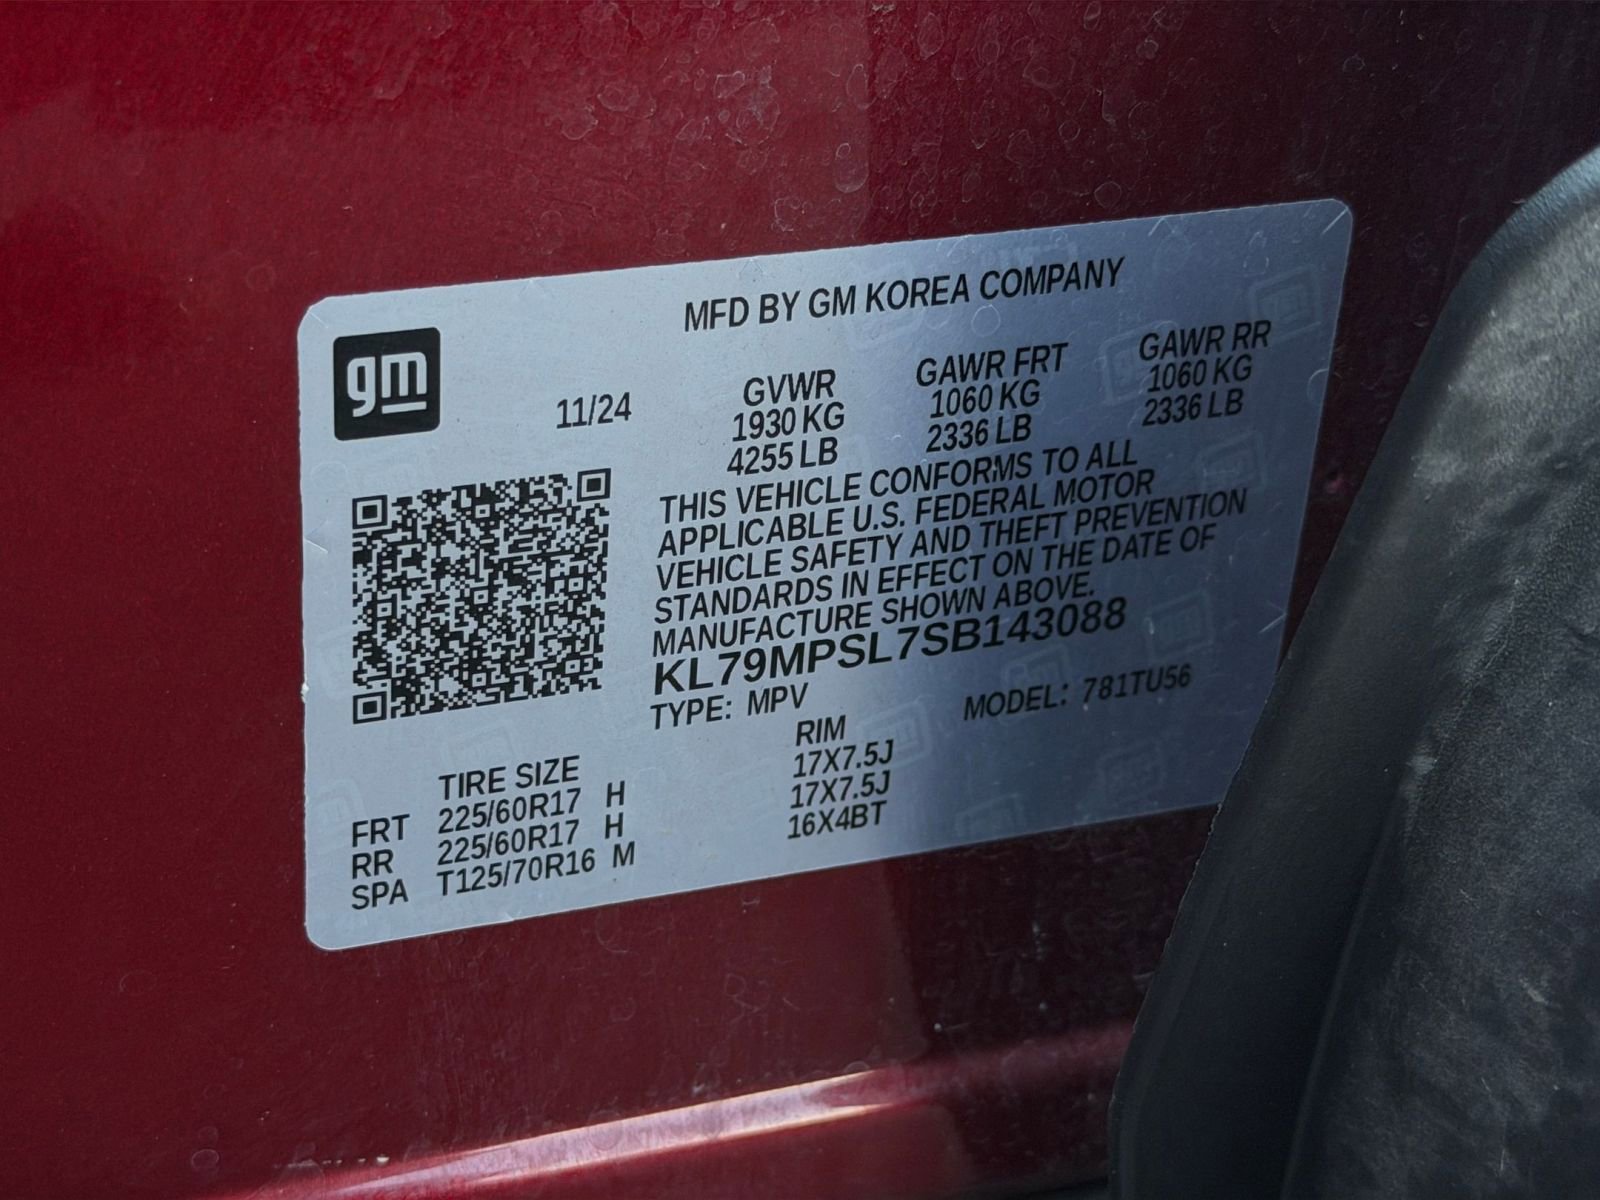 MFD BY GM KOREA COMPANY
gm
11/24
GVWR
1930 KG
4255 LB
GAWR FRT
1060 KG
2336 LB
GAWR RR
1060 KG
2336 LB
THIS VEHICLE CONFORMS TO ALL
APPLICABLE U.S. FEDERAL MOTOR
VEHICLE SAFETY AND THEFT PREVENTION
STANDARDS IN EFFECT ON THE DATE OF
MANUFACTURE SHOWN ABOVE.
KL79MPSL7SB143088
TYPE: MPV MODEL: 781TU56
TIRE SIZE RIM
FRT 225/60R17 H 17X7.5J
RR 225/60R17 H 17X7.5J
SPA T125/70R16 M 16X4BT